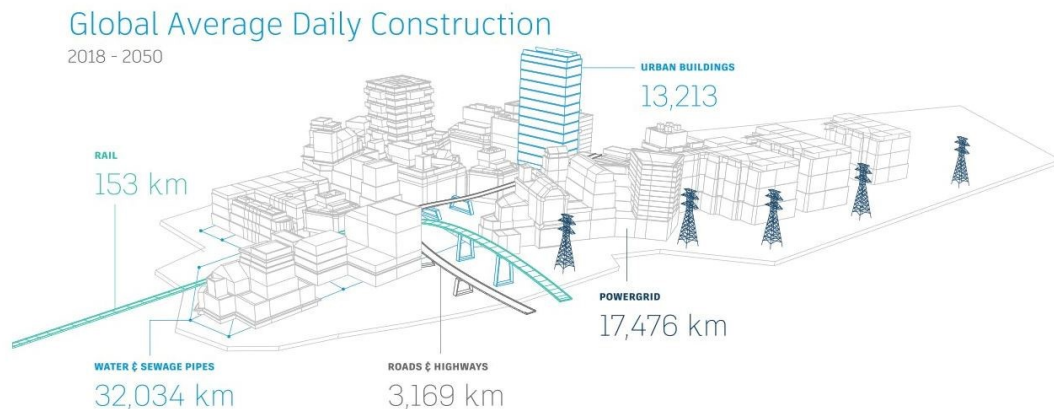 Global Average Daily Construction
2018 - 2050
URBAN BUILDINGS
13,213
RAIL
153 km
POWERGRID
17,476 km
WATER & SEWAGE PIPES
32,034 km
ROADS & HIGHWAYS
3,169 km